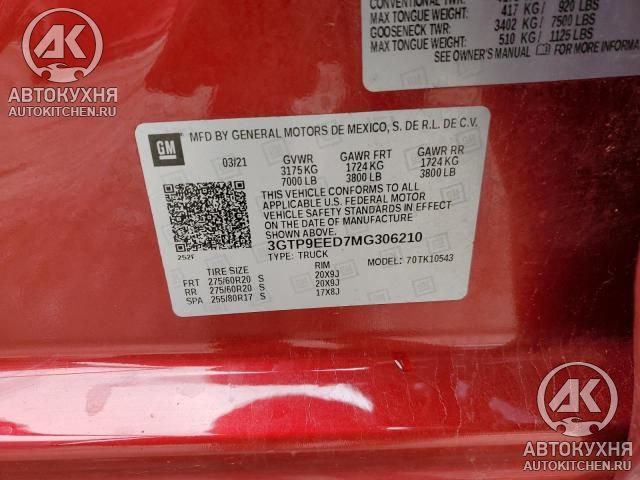 CONVENTIONAL TWR:
MAX TONGUE WEIGHT: 417 KG / 920 LBS
GOOSENECK TWR: 3402 KG / 7500 LBS
MAX TONGUE WEIGHT: 510 KG / 1125 LBS
SEE OWNER'S MANUAL FOR MORE INFORMATION
АК
АВТОКУХНЯ
AUTOKITCHEN.RU
GM
MFD BY GENERAL MOTORS DE MEXICO, S. DE R.L. DE C.V.
03/21 GVWR GAWR FRT GAWR RR
3175 KG 1724 KG 1724 KG
7000 LB 3800 LB 3800 LB
THIS VEHICLE CONFORMS TO ALL
APPLICABLE U.S. FEDERAL MOTOR
VEHICLE SAFETY STANDARDS IN EFFECT
ON THE DATE OF MANUFACTURE
SHOWN ABOVE.
3GTP9EED7MG306210
252F TYPE: TRUCK MODEL: 70TK10543
TIRE SIZE RIM
FRT 275/60R20 S 20X9J
RR 275/60R20 S 20X9J
SPA 255/80R17 S 17X8J
АК
АВТОКУХНЯ
AUTOKITCHEN.RU